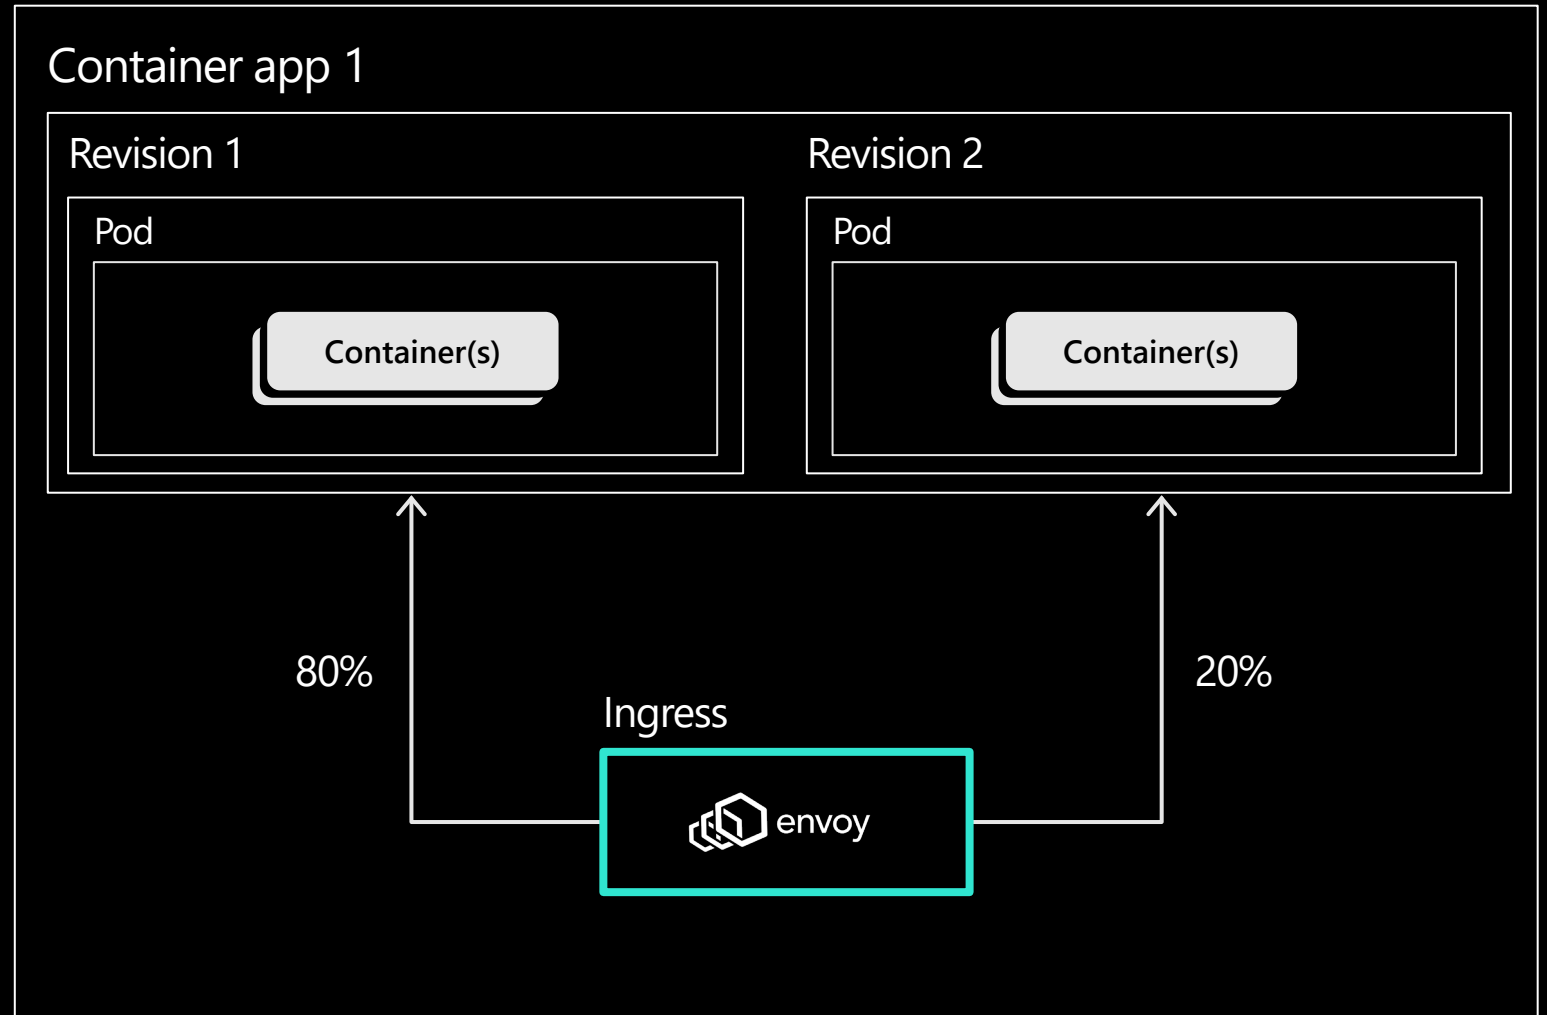 Container app 1
Revision 1
Revision 2
Pod
Pod
Container(s)
Container(s)
80%
20%
Ingress
envoy